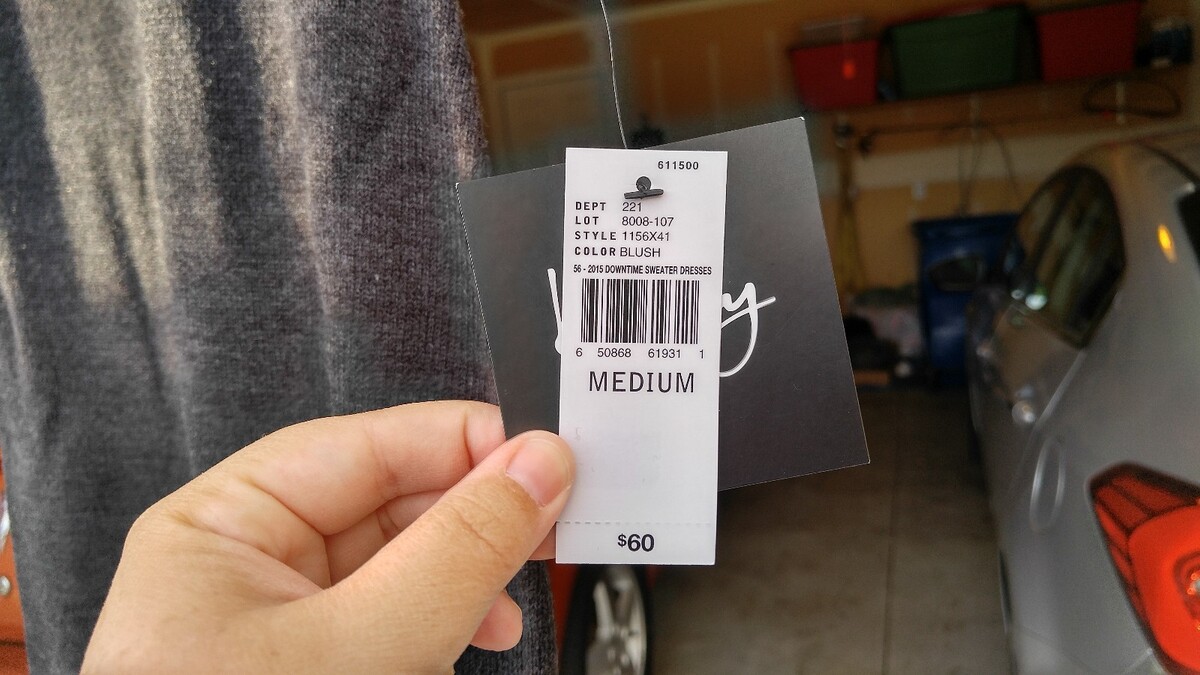 611500
DEPT 221
LOT 8008-107
STYLE 1156X41
COLOR BLUSH
56 - 2015 DOWNTIME SWEATER DRESSES
6 50868 61931 1
MEDIUM
$60